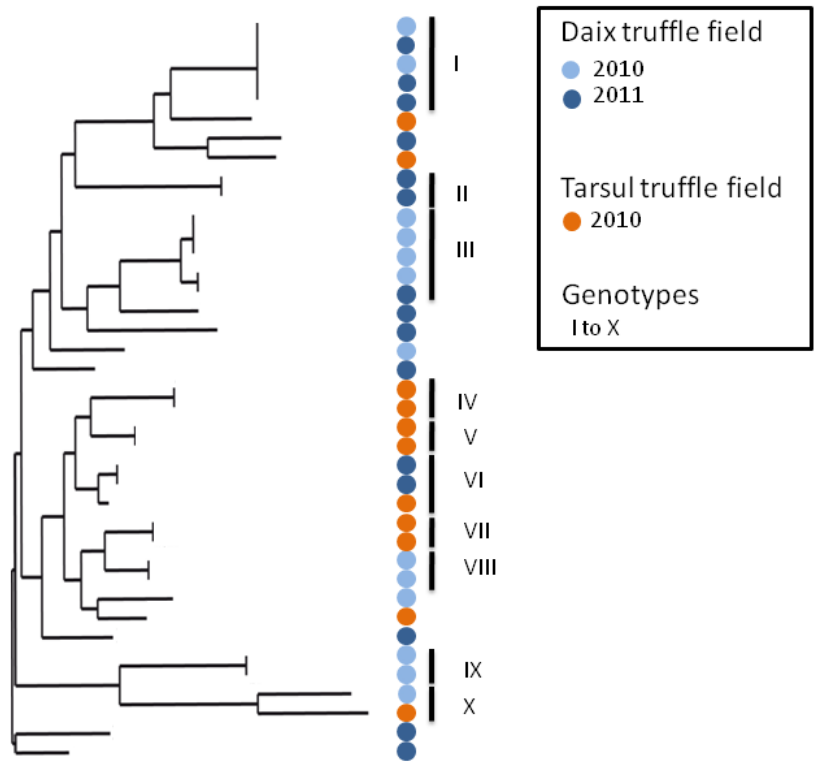 I
II
III
IV
V
VI
VII
VIII
IX
X
Daix truffle field
2010
2011
Tarsul truffle field
2010
Genotypes
I to X